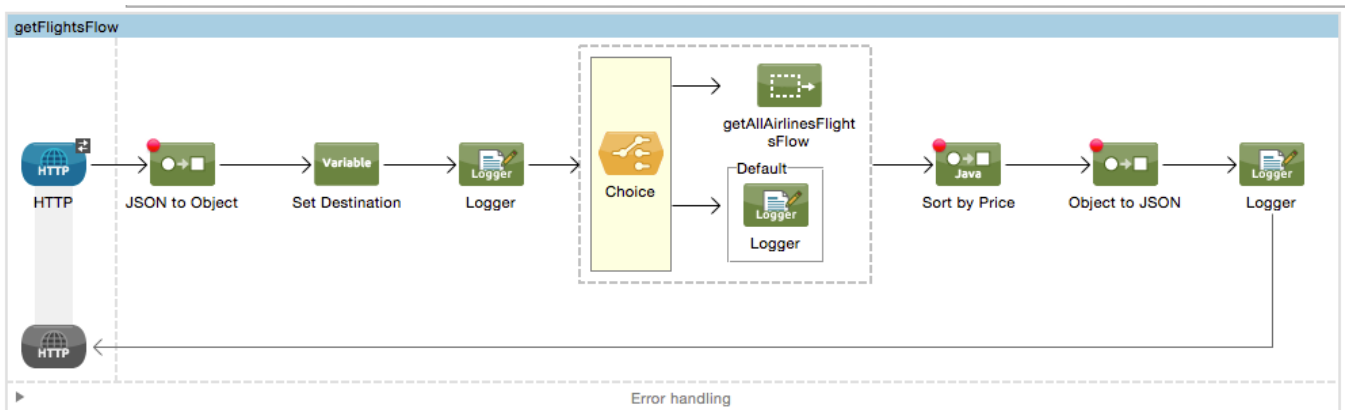 getFlightsFlow
HTTP
HTTP
JSON to Object
Variable
Set Destination
Logger
Logger
Choice
getAllAirlinesFlight
sFlow
Default
Logger
Logger
Java
Sort by Price
Object to JSON
Logger
Logger
HTTP
Error handling